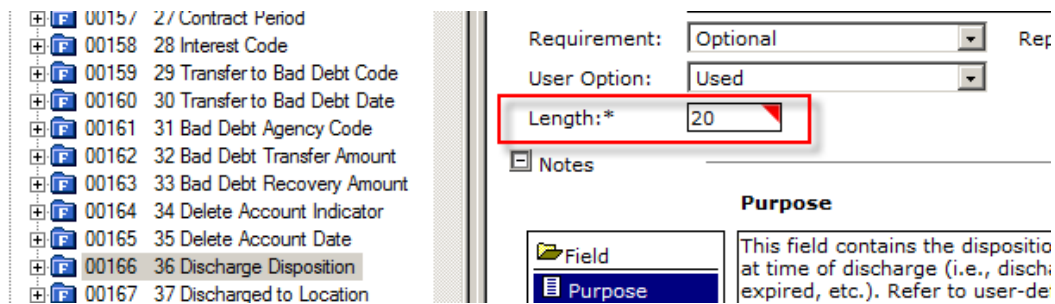 00157 27 Contract Period
00158 28 Interest Code
00159 29 Transfer to Bad Debt Code
00160 30 Transfer to Bad Debt Date
00161 31 Bad Debt Agency Code
00162 32 Bad Debt Transfer Amount
00163 33 Bad Debt Recovery Amount
00164 34 Delete Account Indicator
00165 35 Delete Account Date
00166 36 Discharge Disposition
00167 37 Discharged to Location
Requirement: Optional Rep
User Option: Used
Length:* 20
Notes
Purpose
Field
Purpose
This field contains the dispositio
at time of discharge (i.e., discha
expired, etc.). Refer to user-de